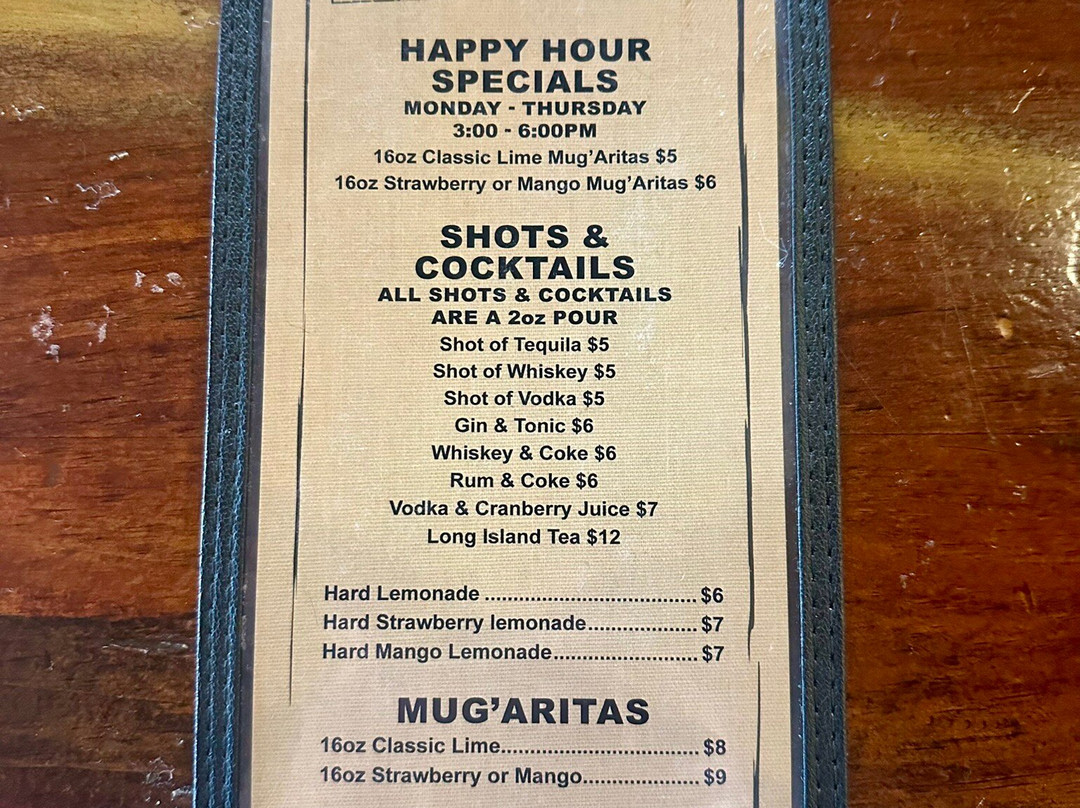 HAPPY HOUR
SPECIALS
MONDAY - THURSDAY
3:00 - 6:00PM
16oz Classic Lime Mug'Aritas $5
16oz Strawberry or Mango Mug'Aritas $6
SHOTS &
COCKTAILS
ALL SHOTS & COCKTAILS
ARE A 2oz POUR
Shot of Tequila $5
Shot of Whiskey $5
Shot of Vodka $5
Gin & Tonic $6
Whiskey & Coke $6
Rum & Coke $6
Vodka & Cranberry Juice $7
Long Island Tea $12
Hard Lemonade ..................................... $6
Hard Strawberry lemonade................... $7
Hard Mango Lemonade......................... $7
MUG'ARITAS
16oz Classic Lime.................................. $8
16oz Strawberry or Mango.................... $9